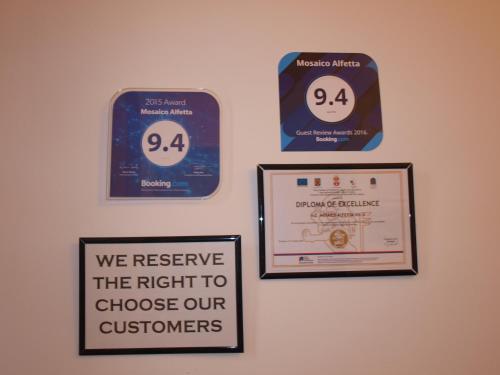 2015 Award
Mosaico Alfetta
9.4
Booking.com
Mosaico Alfetta
9.4
Guest Review Awards 2016.
Booking.com
DIPLOMA OF EXCELLENCE
WE RESERVE
THE RIGHT TO
CHOOSE OUR
CUSTOMERS